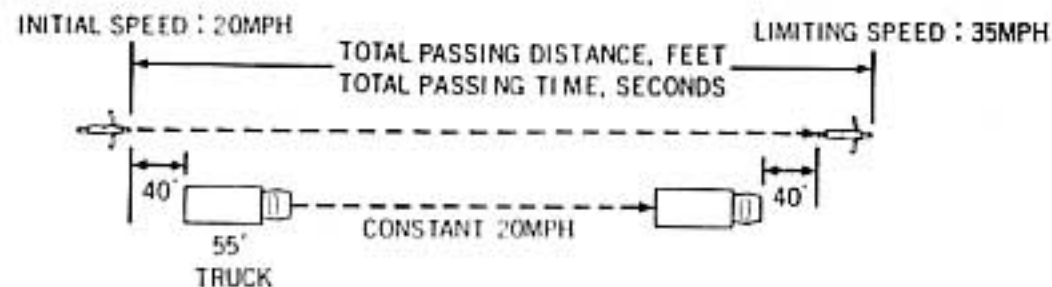 INITIAL SPEED : 20MPH
LIMITING SPEED : 35MPH
TOTAL PASSING DISTANCE, FEET
TOTAL PASSING TIME, SECONDS
40'
40'
CONSTANT 20MPH
55'
TRUCK